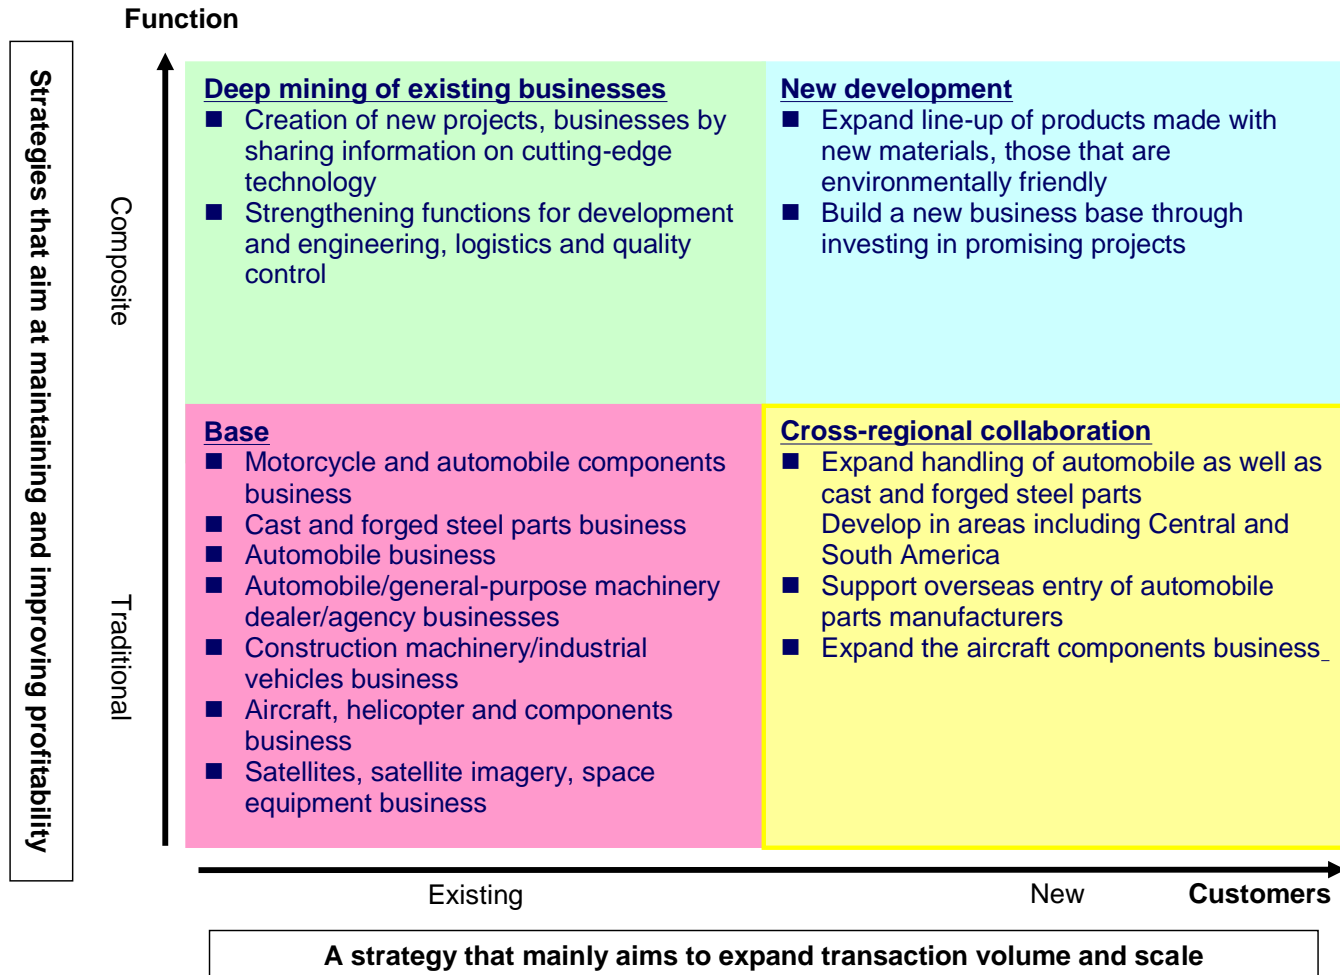 Function
Strategies that aim at maintaining and improving profitability
Composite
Traditional
Deep mining of existing businesses
■ Creation of new projects, businesses by
sharing information on cutting-edge
technology
■ Strengthening functions for development
and engineering, logistics and quality
control
New development
■ Expand line-up of products made with
new materials, those that are
environmentally friendly
■ Build a new business base through
investing in promising projects
Base
■ Motorcycle and automobile components
business
■ Cast and forged steel parts business
■ Automobile business
■ Automobile/general-purpose machinery
dealer/agency businesses
■ Construction machinery/industrial
vehicles business
■ Aircraft, helicopter and components
business
■ Satellites, satellite imagery, space
equipment business
Cross-regional collaboration
■ Expand handling of automobile as well as
cast and forged steel parts
Develop in areas including Central and
South America
■ Support overseas entry of automobile
parts manufacturers
■ Expand the aircraft components business
Existing
New
Customers
A strategy that mainly aims to expand transaction volume and scale